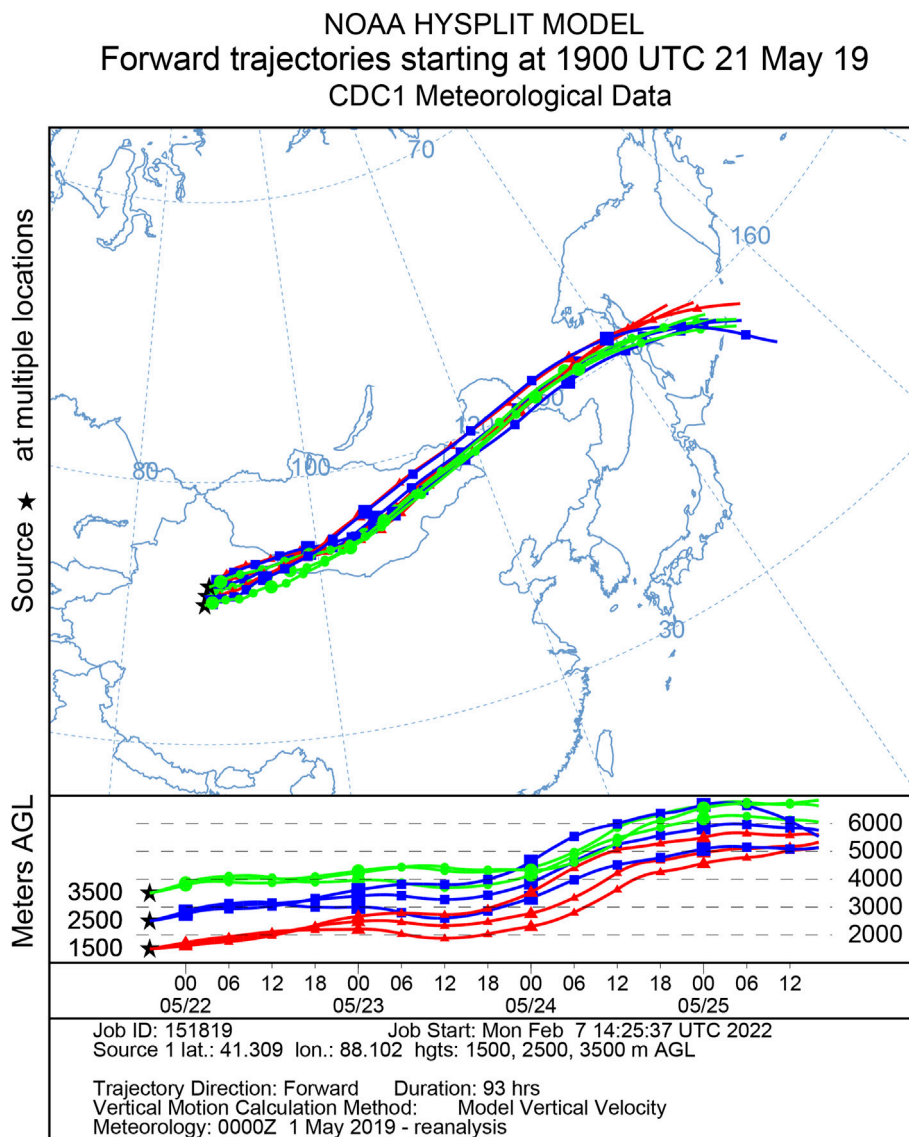 NOAA HYSPLIT MODEL
Forward trajectories starting at 1900 UTC 21 May 19
CDC1 Meteorological Data
Source ★ at multiple locations
70
160
80
100
120
30
Meters AGL
3500
2500
1500
6000
5000
4000
3000
2000
00 06 12 18 00 06 12 18 00 06 12 18 00 06 12
05/22 05/23 05/24 05/25
Job ID: 151819 Job Start: Mon Feb 7 14:25:37 UTC 2022
Source 1 lat.: 41.309 lon.: 88.102 hgts: 1500, 2500, 3500 m AGL
Trajectory Direction: Forward Duration: 93 hrs
Vertical Motion Calculation Method: Model Vertical Velocity
Meteorology: 0000Z 1 May 2019 - reanalysis